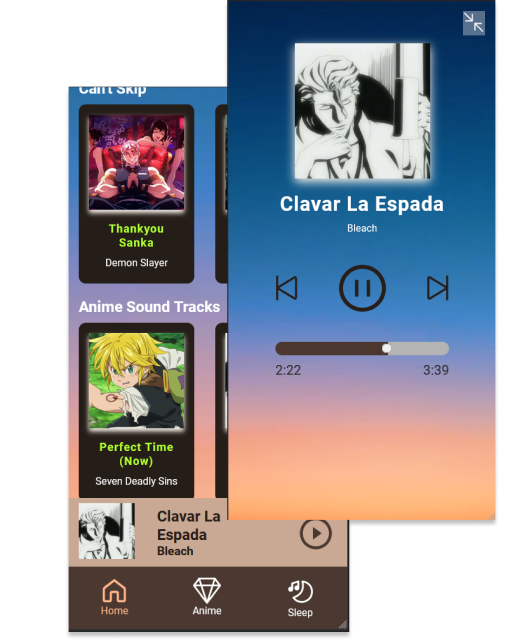 Can't Skip
Thankyou
Sanka
Demon Slayer
Anime Sound Tracks
Perfect Time
(Now)
Seven Deadly Sins
Clavar La
Espada
Bleach
Home
Anime
Sleep
Clavar La Espada
Bleach
2:22
3:39